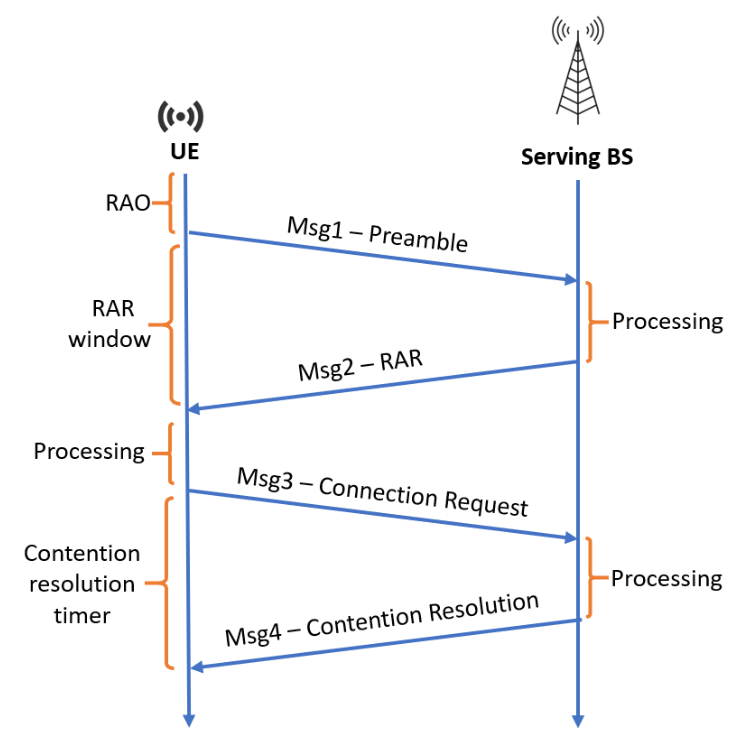 UE
Serving BS
RAO
Msg1 – Preamble
RAR
window
Processing
Msg2 – RAR
Processing
Msg3 – Connection Request
Contention
resolution
timer
Processing
Msg4 – Contention Resolution